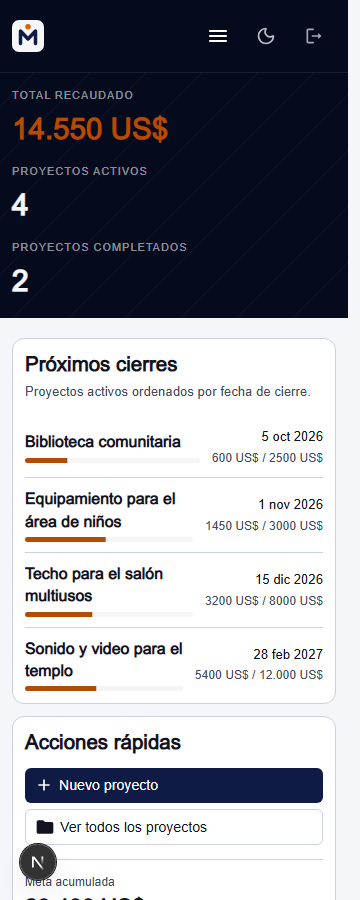 M
TOTAL RECAUDADO
14.550 US$
PROYECTOS ACTIVOS
4
PROYECTOS COMPLETADOS
2
Próximos cierres
Proyectos activos ordenados por fecha de cierre.
Biblioteca comunitaria
5 oct 2026
600 US$ / 2500 US$
Equipamiento para el
área de niños
1 nov 2026
1450 US$ / 3000 US$
Techo para el salón
multiusos
15 dic 2026
3200 US$ / 8000 US$
Sonido y video para el
templo
28 feb 2027
5400 US$ / 12.000 US$
Acciones rápidas
Nuevo proyecto
Ver todos los proyectos
N
Meta acumulada